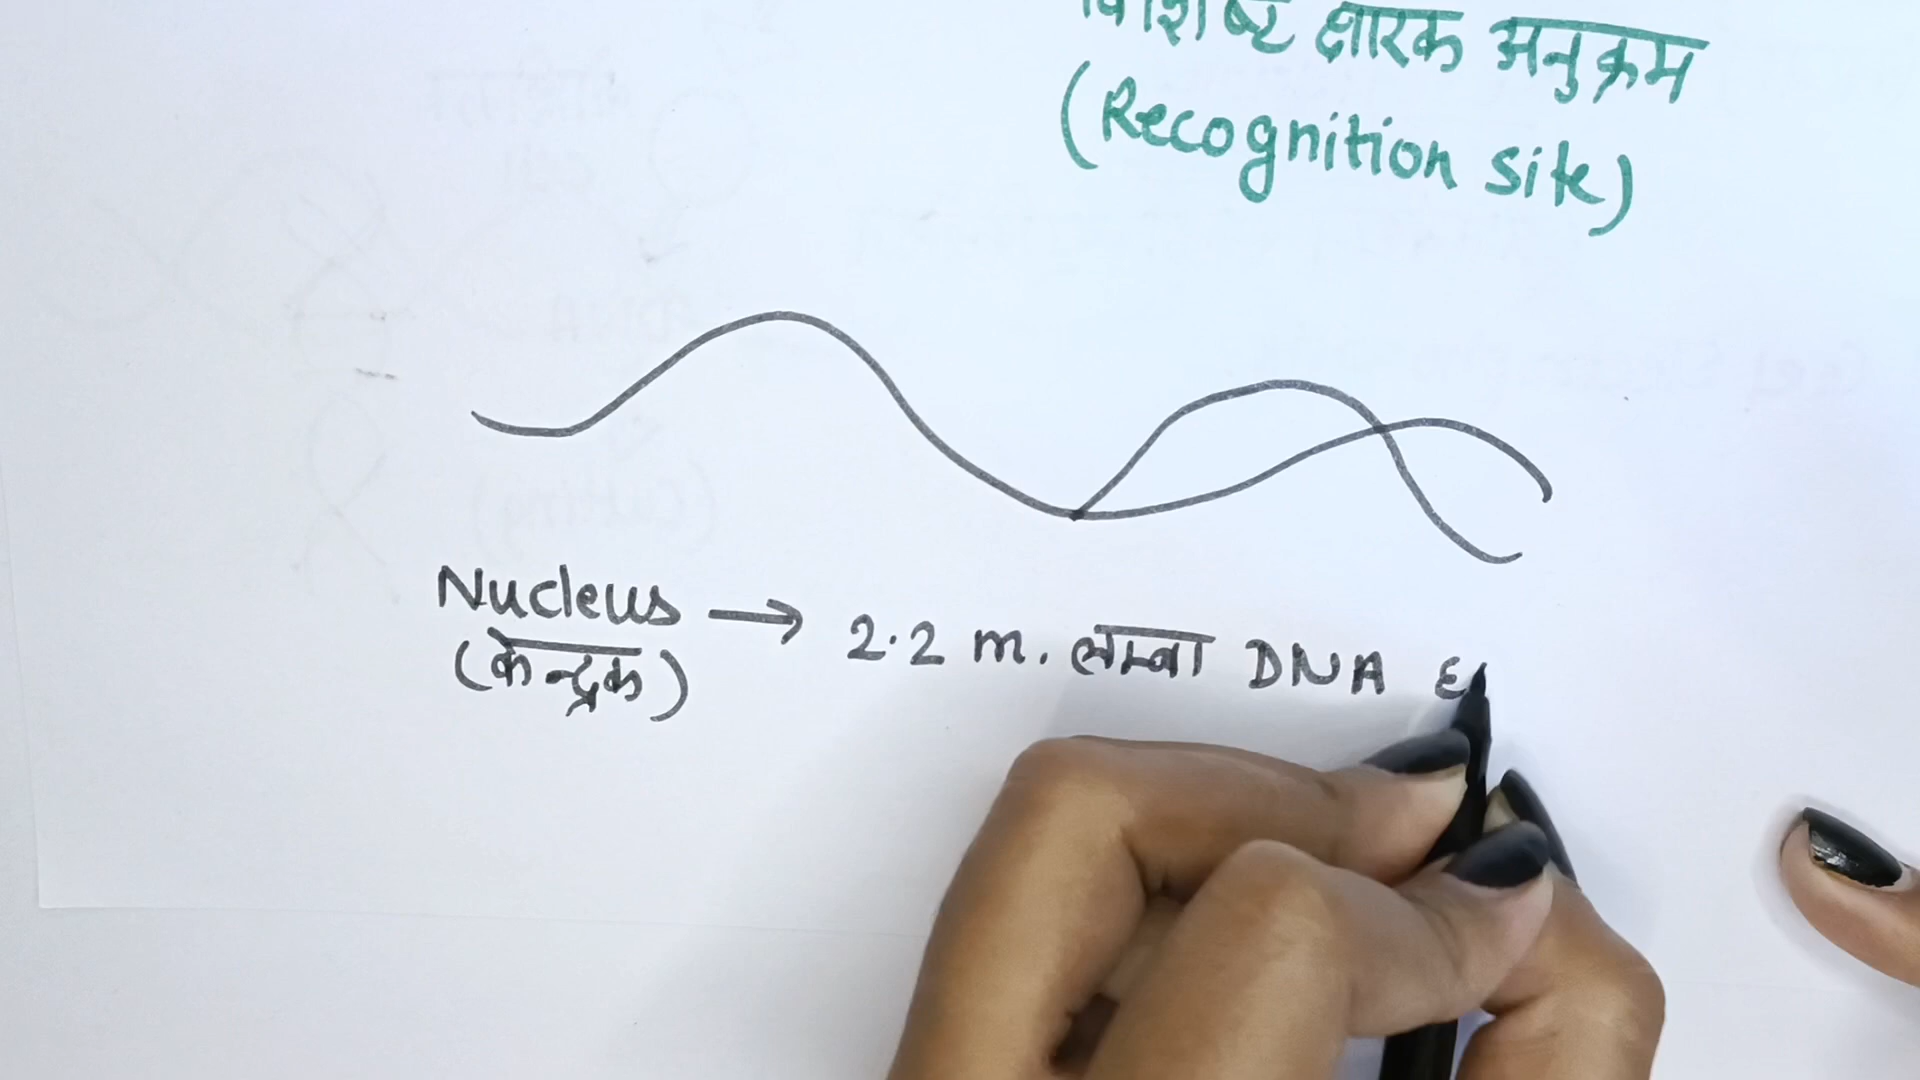 विशिष्ट क्षारक अनुक्रम
(Recognition site)
Nucleus → 2.2 m. लम्बा DNA
(केन्द्रक)